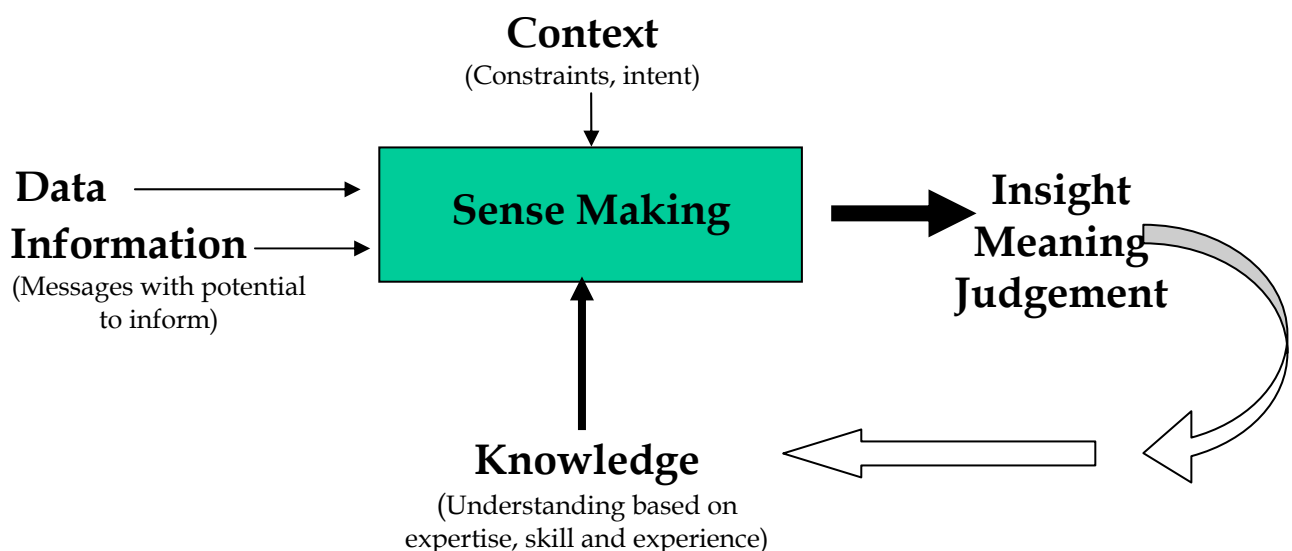 Context
(Constraints, intent)
Data
Information
(Messages with potential
to inform)
Sense Making
Insight
Meaning
Judgement
Knowledge
(Understanding based on
expertise, skill and experience)